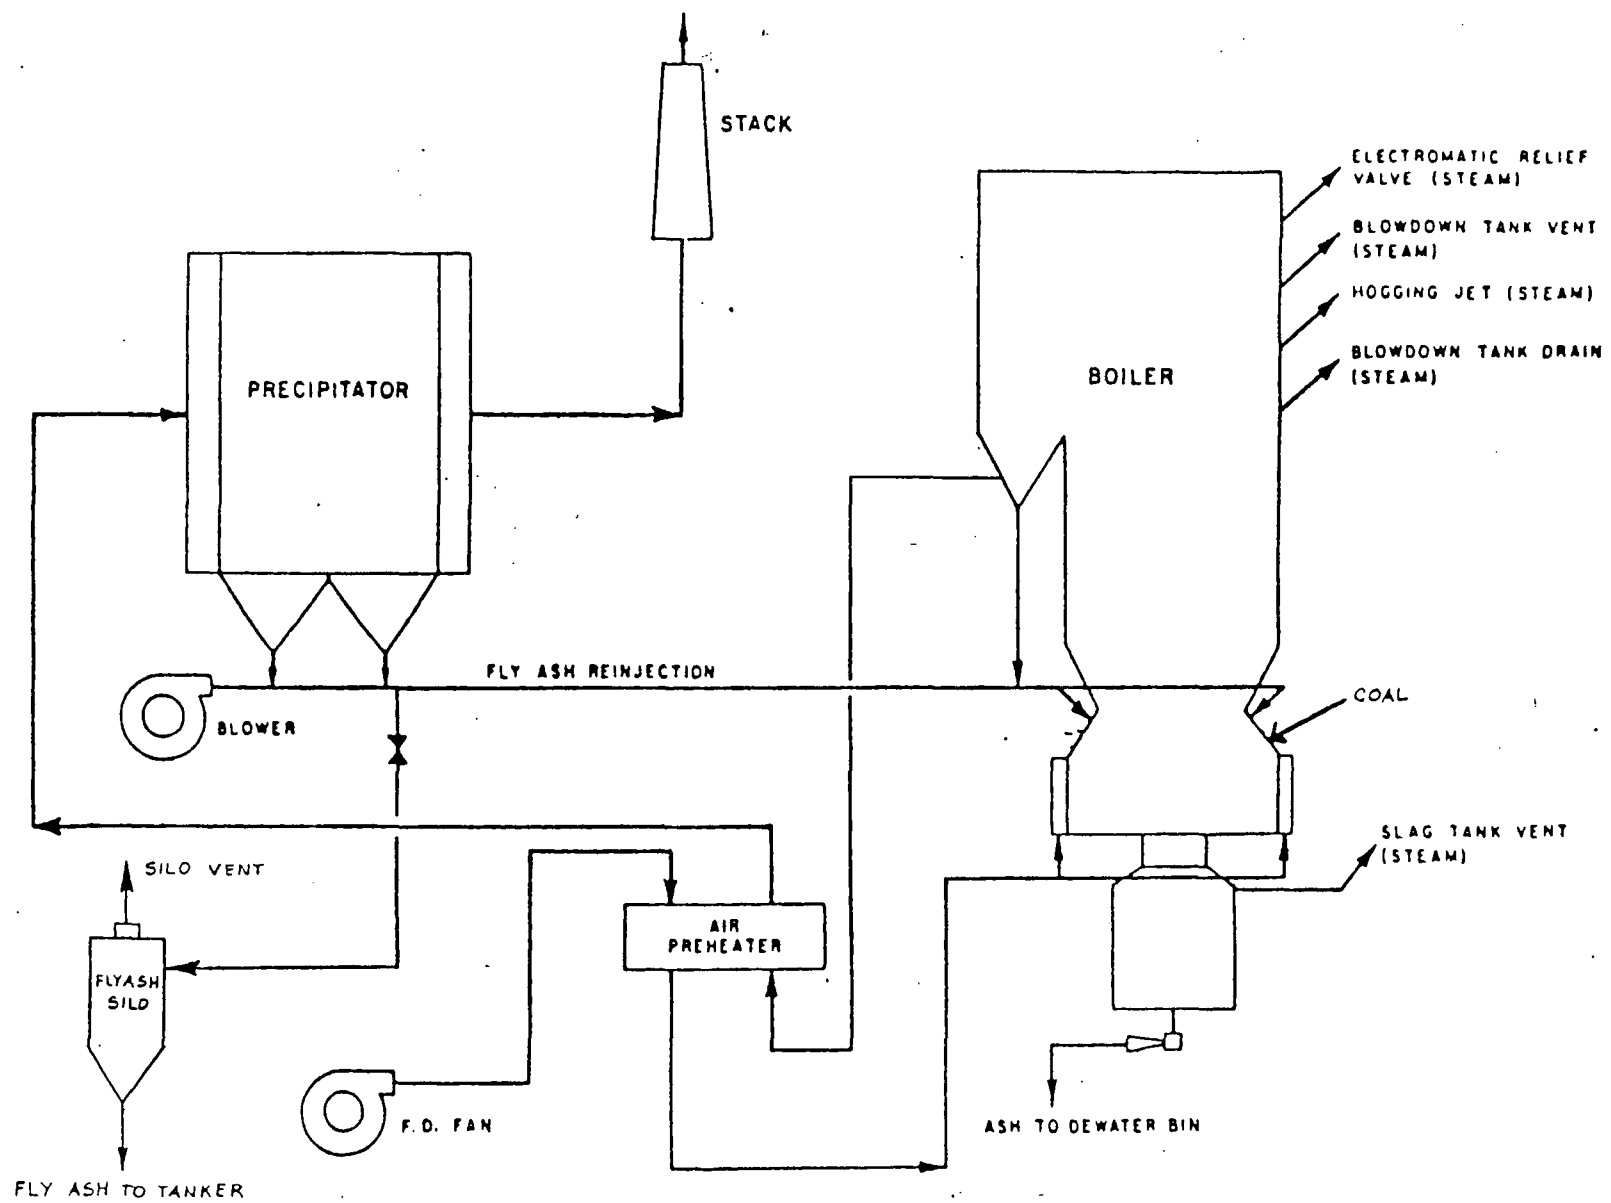 STACK
ELECTROMATIC RELIEF
VALVE (STEAM)
BLOWDOWN TANK VENT
(STEAM)
HOGGING JET (STEAM)
BLOWDOWN TANK DRAIN
(STEAM)
PRECIPITATOR
BOILER
FLY ASH REINJECTION
COAL
BLOWER
SLAG TANK VENT
(STEAM)
SILO VENT
AIR
PREHEATER
FLYASH
SILO
F.D. FAN
ASH TO DEWATER BIN
FLY ASH TO TANKER